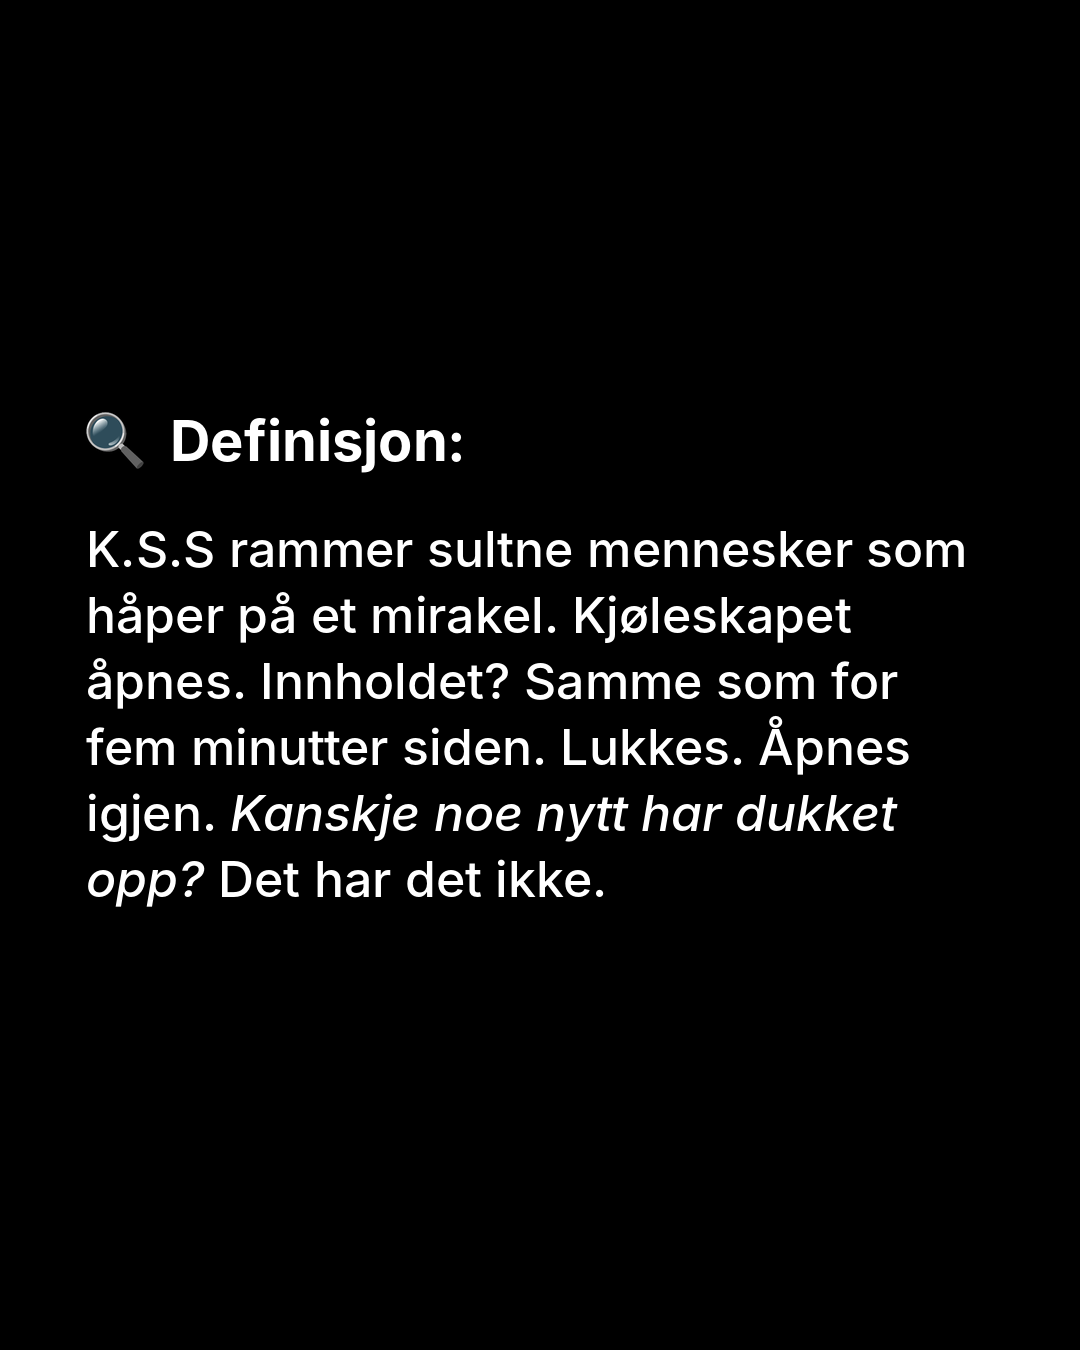 🔍 Definisjon:
K.S.S rammer sultne mennesker som
håper på et mirakel. Kjøleskapet
åpnes. Innholdet? Samme som for
fem minutter siden. Lukkes. Åpnes
igjen. Kanskje noe nytt har dukket
opp? Det har det ikke.